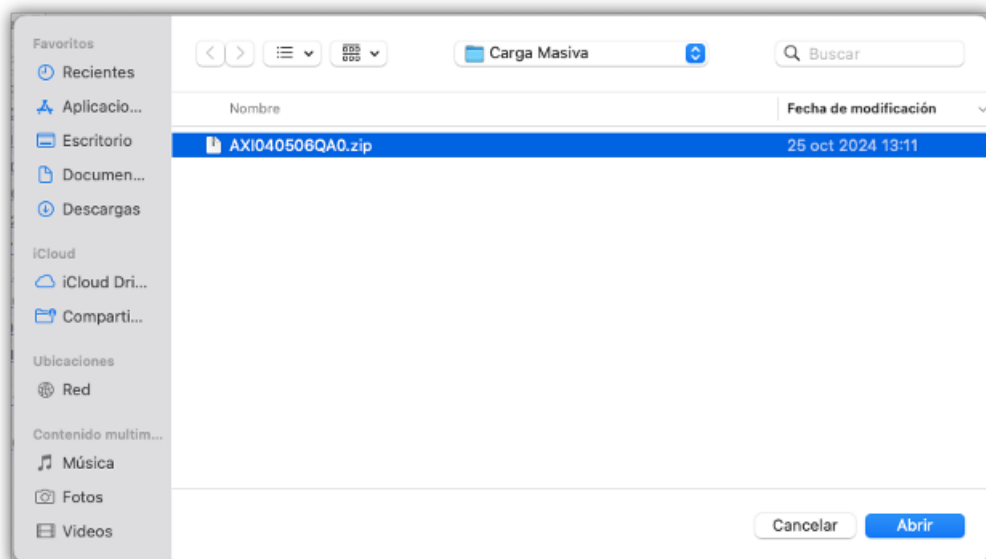 Favoritos
Recientes
Aplicacio...
Escritorio
Documen...
Descargas
iCloud
iCloud Dri...
Comparti...
Ubicaciones
Red
Contenido multim...
Música
Fotos
Videos
Carga Masiva
Buscar
Nombre
Fecha de modificación
AXI040506QA0.zip
25 oct 2024 13:11
Cancelar
Abrir